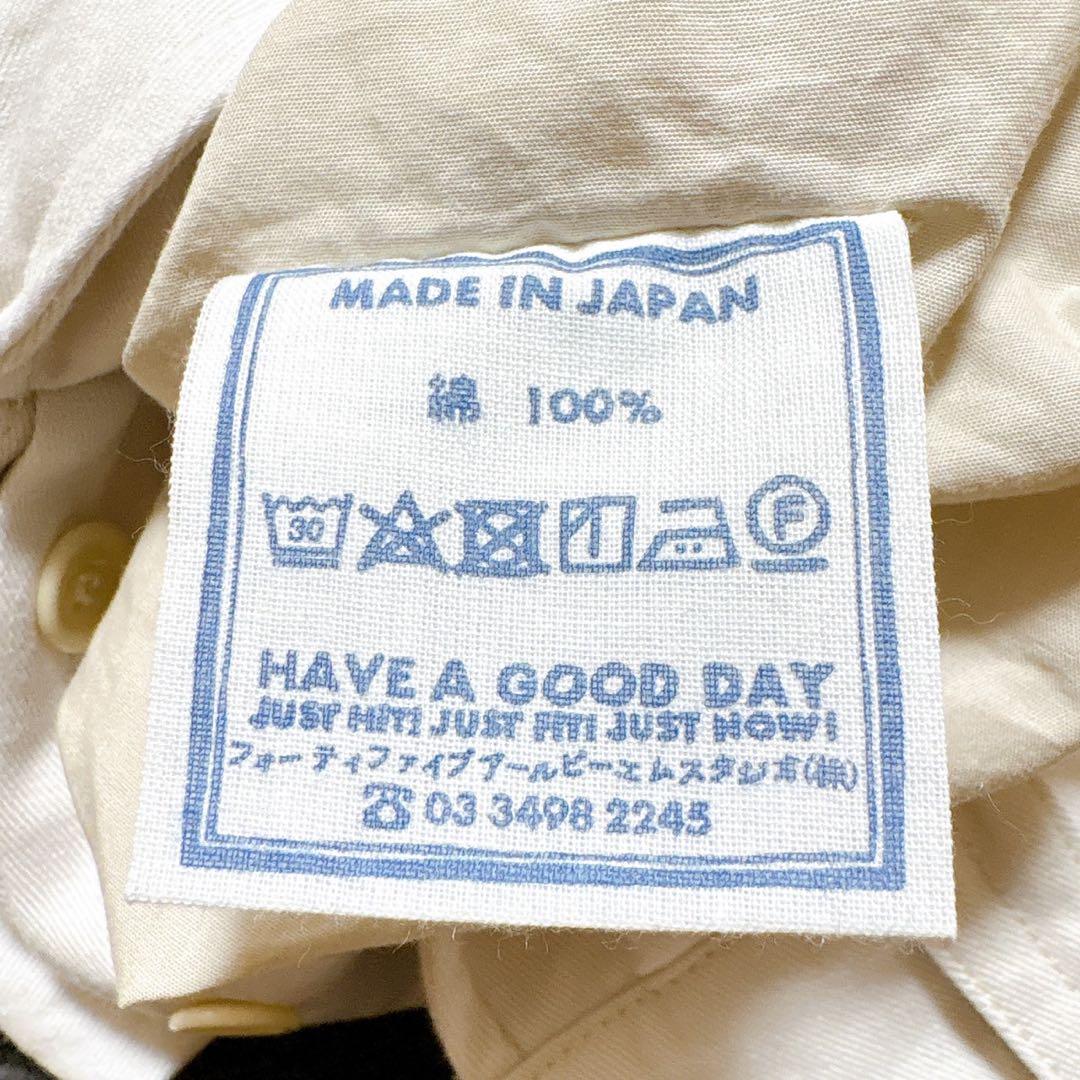 MADE IN JAPAN
綿 100%
30 F
HAVE A GOOD DAY
JUST HIT! JUST FIT! JUST NOW!
フォーティファイブアールピーエムスタジオ(株)
☎ 03 3498 2245